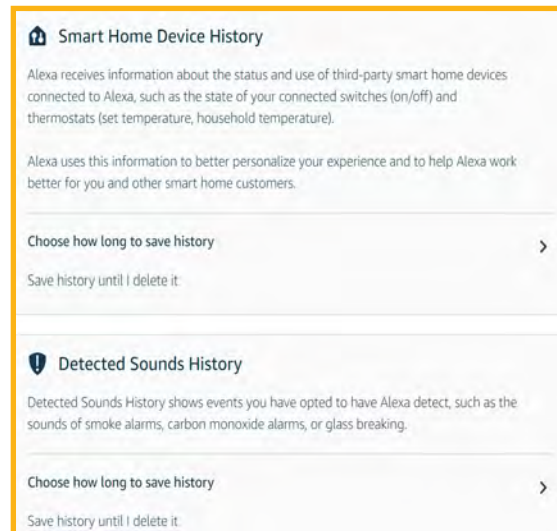 Smart Home Device History
Alexa receives information about the status and use of third-party smart home devices
connected to Alexa, such as the state of your connected switches (on/off) and
thermostats (set temperature, household temperature).
Alexa uses this information to better personalize your experience and to help Alexa work
better for you and other smart home customers.
Choose how long to save history
Save history until I delete it
Detected Sounds History
Detected Sounds History shows events you have opted to have Alexa detect, such as the
sounds of smoke alarms, carbon monoxide alarms, or glass breaking.
Choose how long to save history
Save history until I delete it